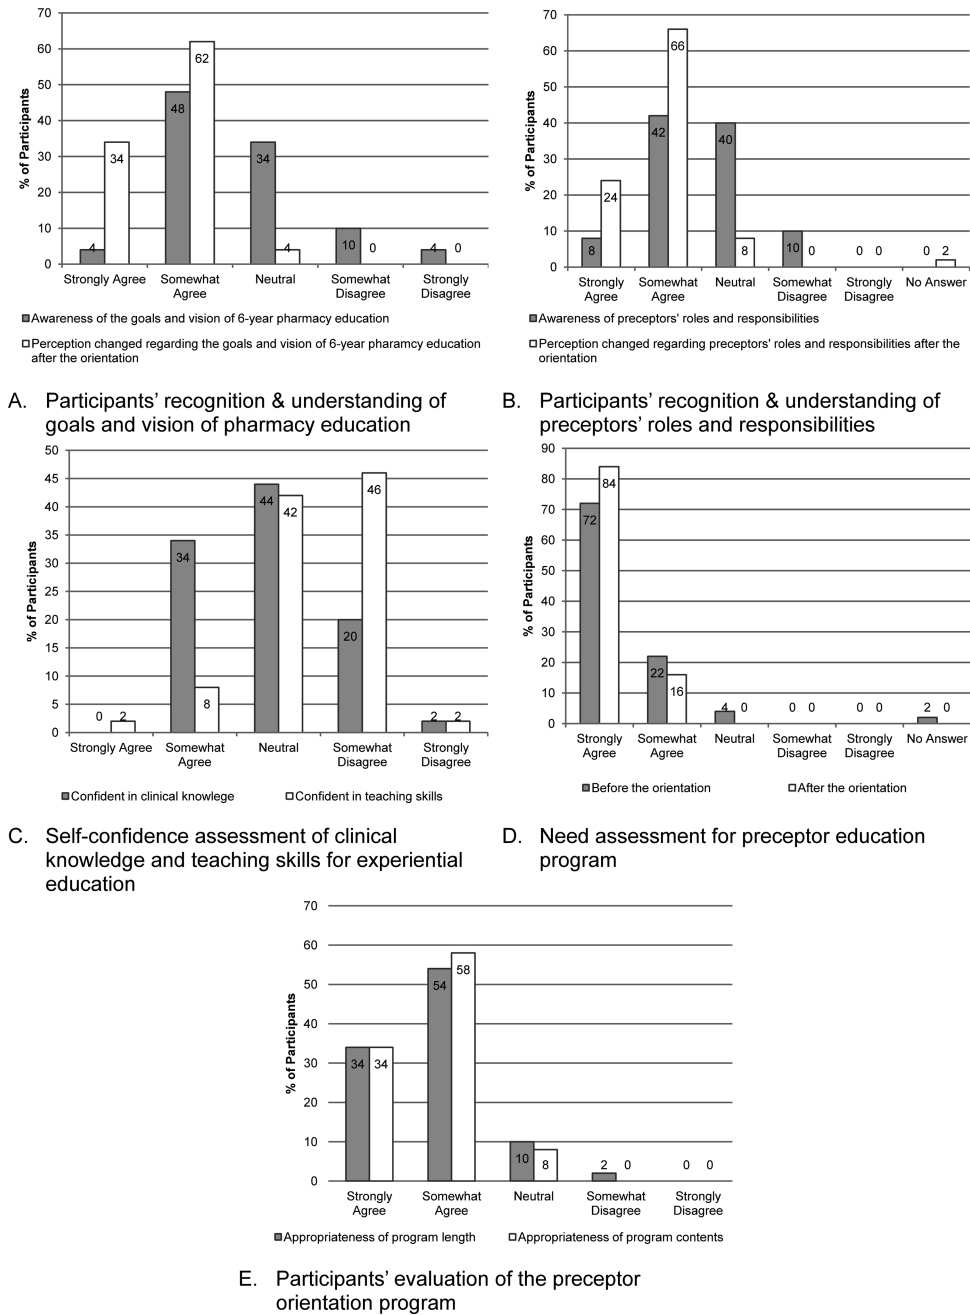 70
60
50
40
30
20
10
0
% of Participants
4
34
48
62
34
4
10
0
4
0
Strongly Agree
Somewhat
Agree
Neutral
Somewhat
Disagree
Strongly
Disagree
Awareness of the goals and vision of 6-year pharmacy education
Perception changed regarding the goals and vision of 6-year pharamcy education
after the orientation
A. Participants’ recognition & understanding of
goals and vision of pharmacy education
70
60
50
40
30
20
10
0
% of Participants
8
24
42
66
40
8
10
0
0
0
0
2
Strongly
Agree
Somewhat
Agree
Neutral
Somewhat
Disagree
Strongly
Disagree
No Answer
Awareness of preceptors' roles and responsibilities
Perception changed regarding preceptors' roles and responsibilities after the
orientation
B. Participants’ recognition & understanding of
preceptors’ roles and responsibilities
50
45
40
35
30
25
20
15
10
5
0
% of Participants
0
2
34
8
44
42
20
46
2
2
Strongly Agree
Somewhat
Agree
Neutral
Somewhat
Disagree
Strongly
Disagree
Confident in clinical knowlege
Confident in teaching skills
C. Self-confidence assessment of clinical
knowledge and teaching skills for experiential
education
90
80
70
60
50
40
30
20
10
0
% of Participants
72
84
22
16
4
0
0
0
0
0
2
0
Strongly
Agree
Somewhat
Agree
Neutral
Somewhat
Disagree
Strongly
Disagree
No Answer
Before the orientation
After the orientation
D. Need assessment for preceptor education
program
70
60
50
40
30
20
10
0
% of Participants
34
34
54
58
10
8
2
0
0
0
Strongly
Agree
Somewhat
Agree
Neutral
Somewhat
Disagree
Strongly
Disagree
Appropriateness of program length
Appropriateness of program contents
E. Participants’ evaluation of the preceptor
orientation program